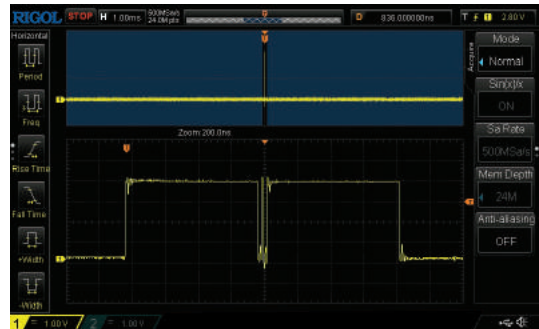 RIGOL STOP H 1.00ms 500MSa/s 24.0Mpts D 836.000000ns T 2.80V
Horizontal
Period
Freq
Rise Time
Fall Time
+Width
-Width
Zoom 200.0ns
Acquire
Mode
Normal
Sin(x)/x
ON
Sa Rate
500MSa/s
Mem Depth
24M
Anti-aliasing
OFF
1 = 1.00V 2 = 1.00V